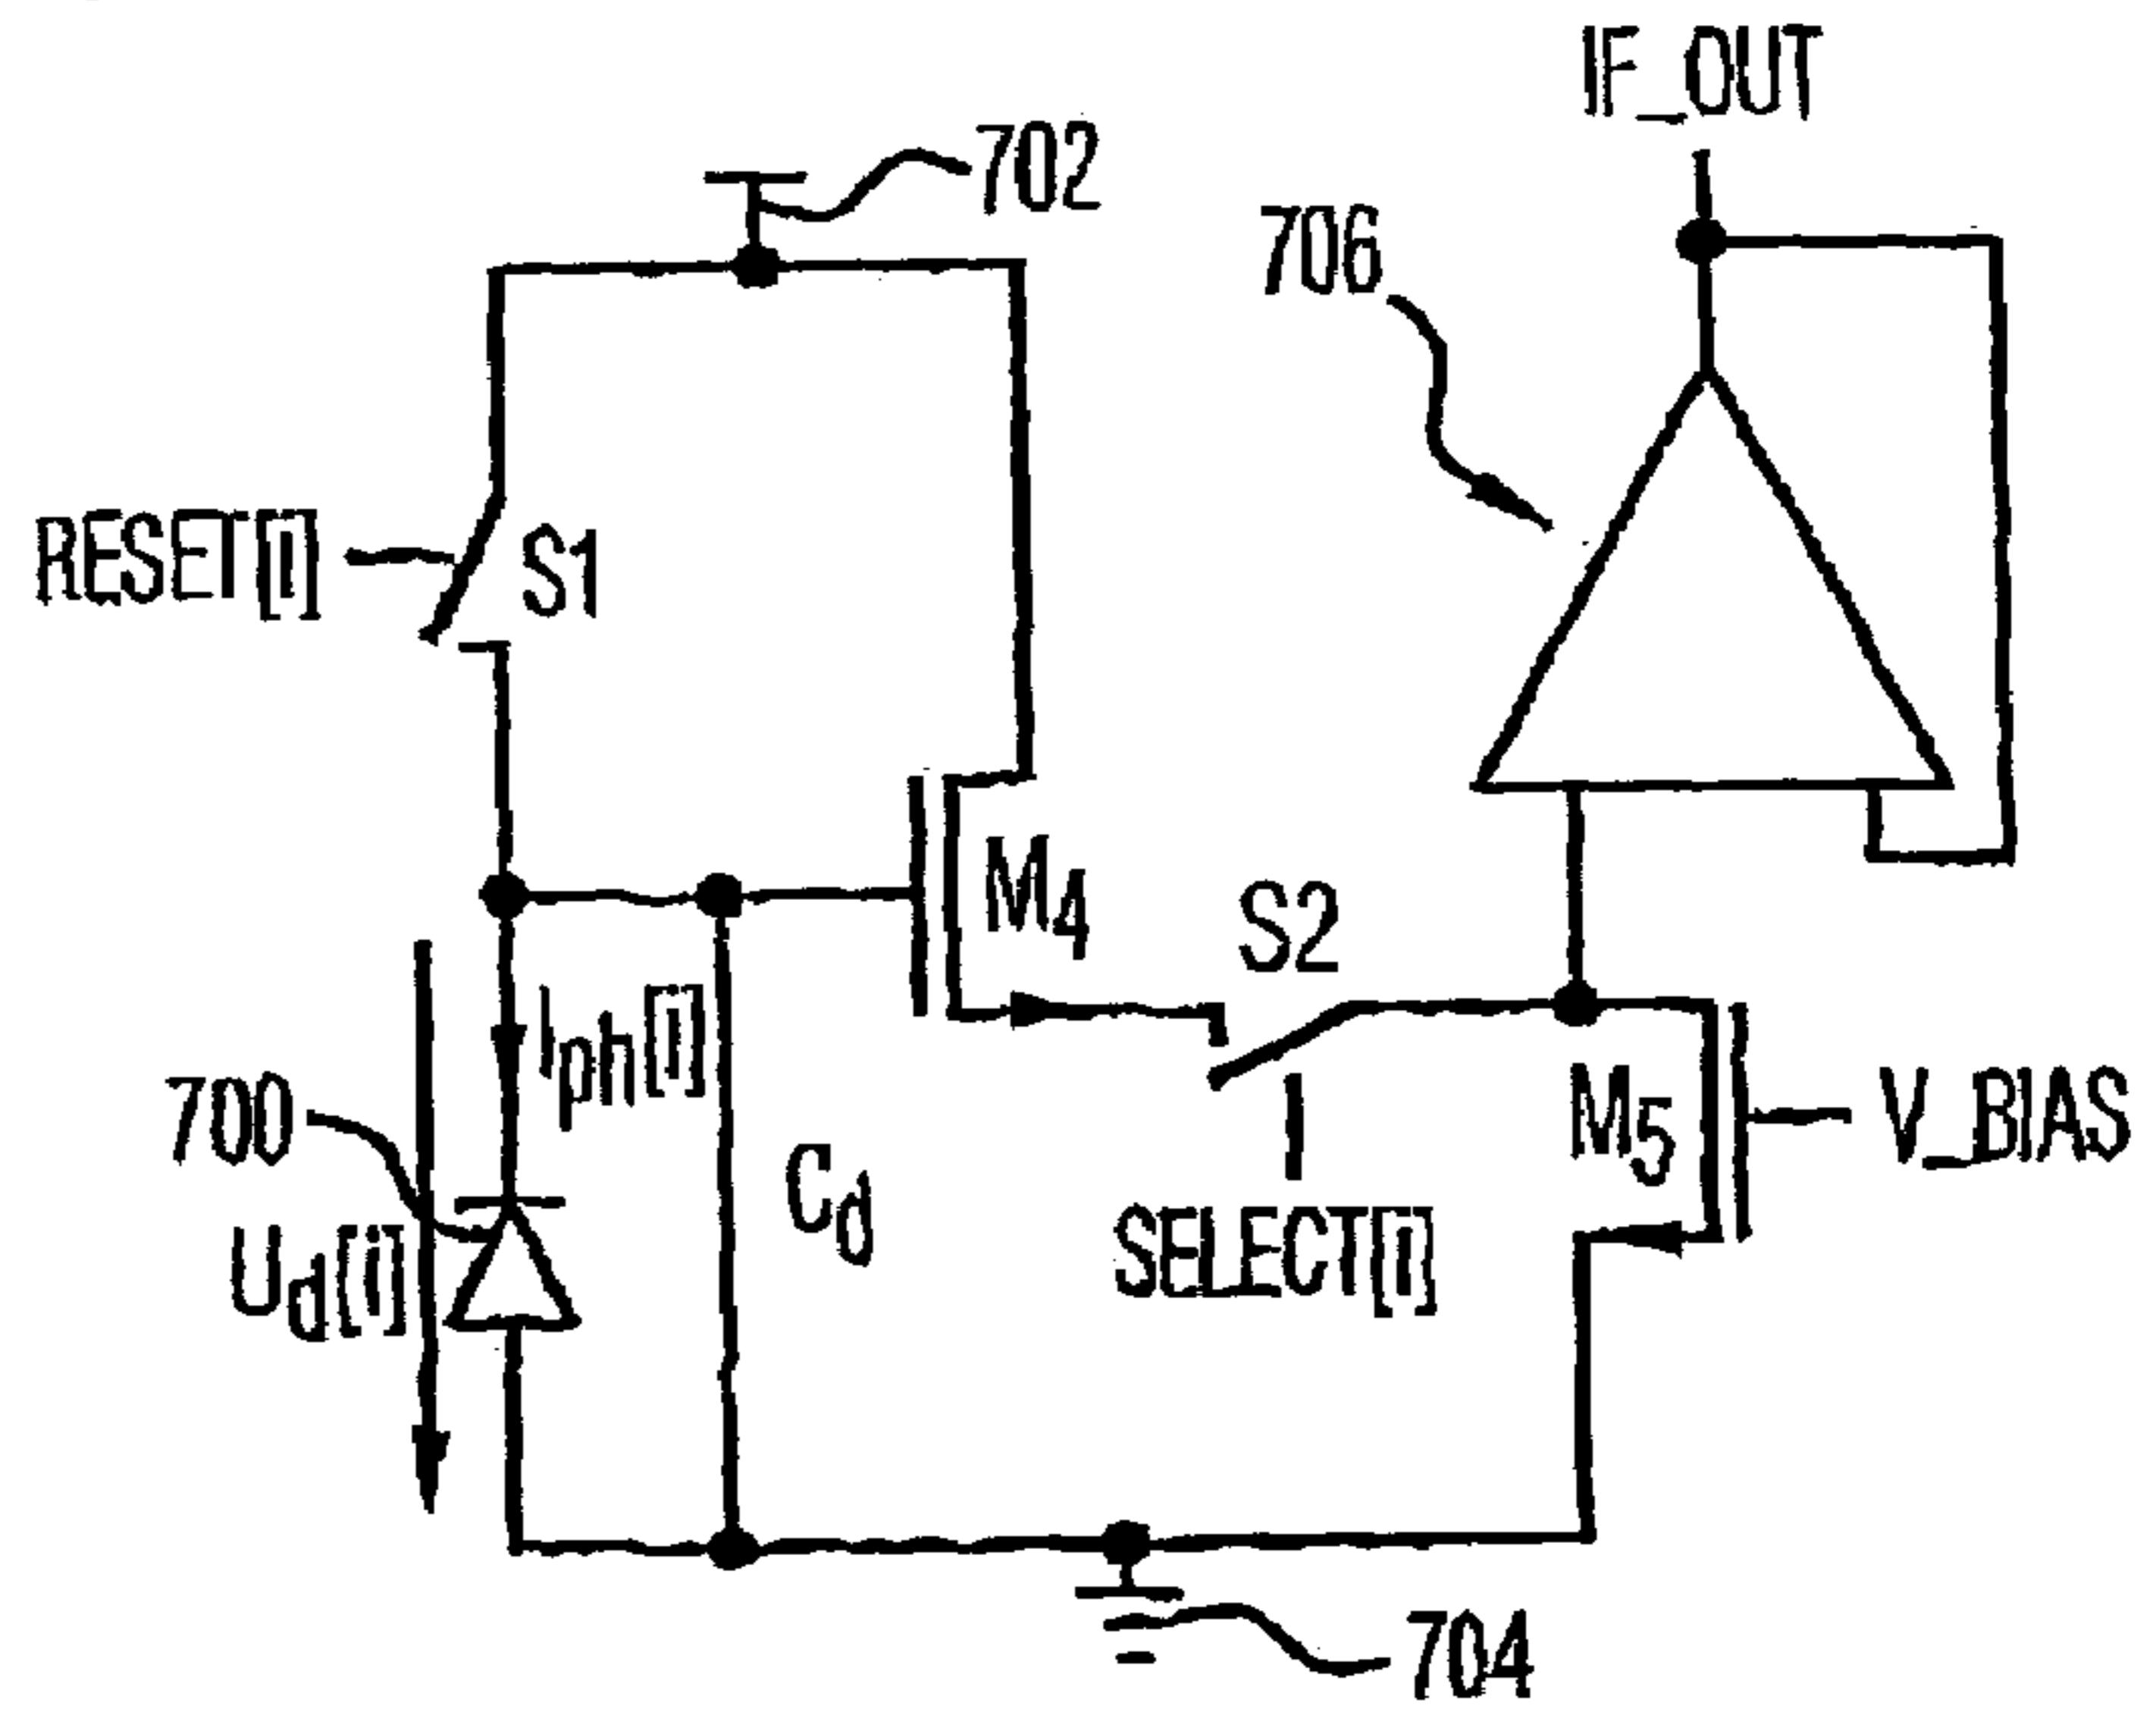 IF_OUT
702
706
RESET[i]
S1
M4
S2
Iph[i]
700
Cd
M5
V_BIAS
Ud[i]
SELECT[i]
704